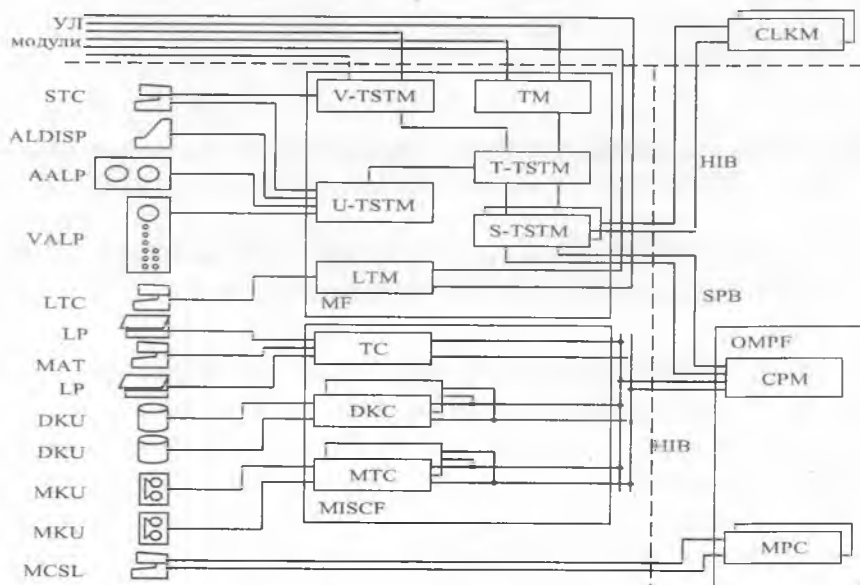 УЛ
модули
CLKM
STC
V-TSTM
TM
ALDISP
HIB
AALP
T-TSTM
U-TSTM
S-TSTM
VALP
LTM
SPB
LTC
MF
LP
OMPF
TC
MAT
CPM
LP
DKU
DKC
DKU
HIB
MTC
MKU
MISCF
MKU
MPC
MCSL